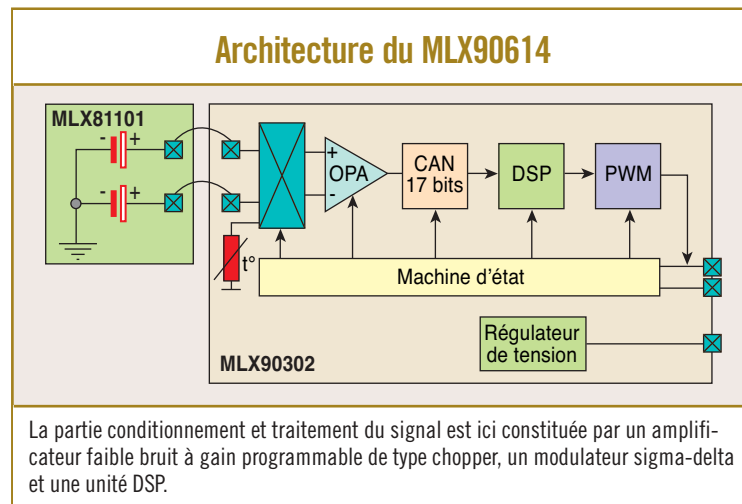 Architecture du MLX90614
MLX81101
- +
- +
+
-
OPA
CAN
17 bits
DSP
PWM
t°
Machine d'état
Régulateur
de tension
MLX90302
La partie conditionnement et traitement du signal est ici constituée par un ampli-
ficateur faible bruit à gain programmable de type chopper, un modulateur sigma-delta
et une unité DSP.